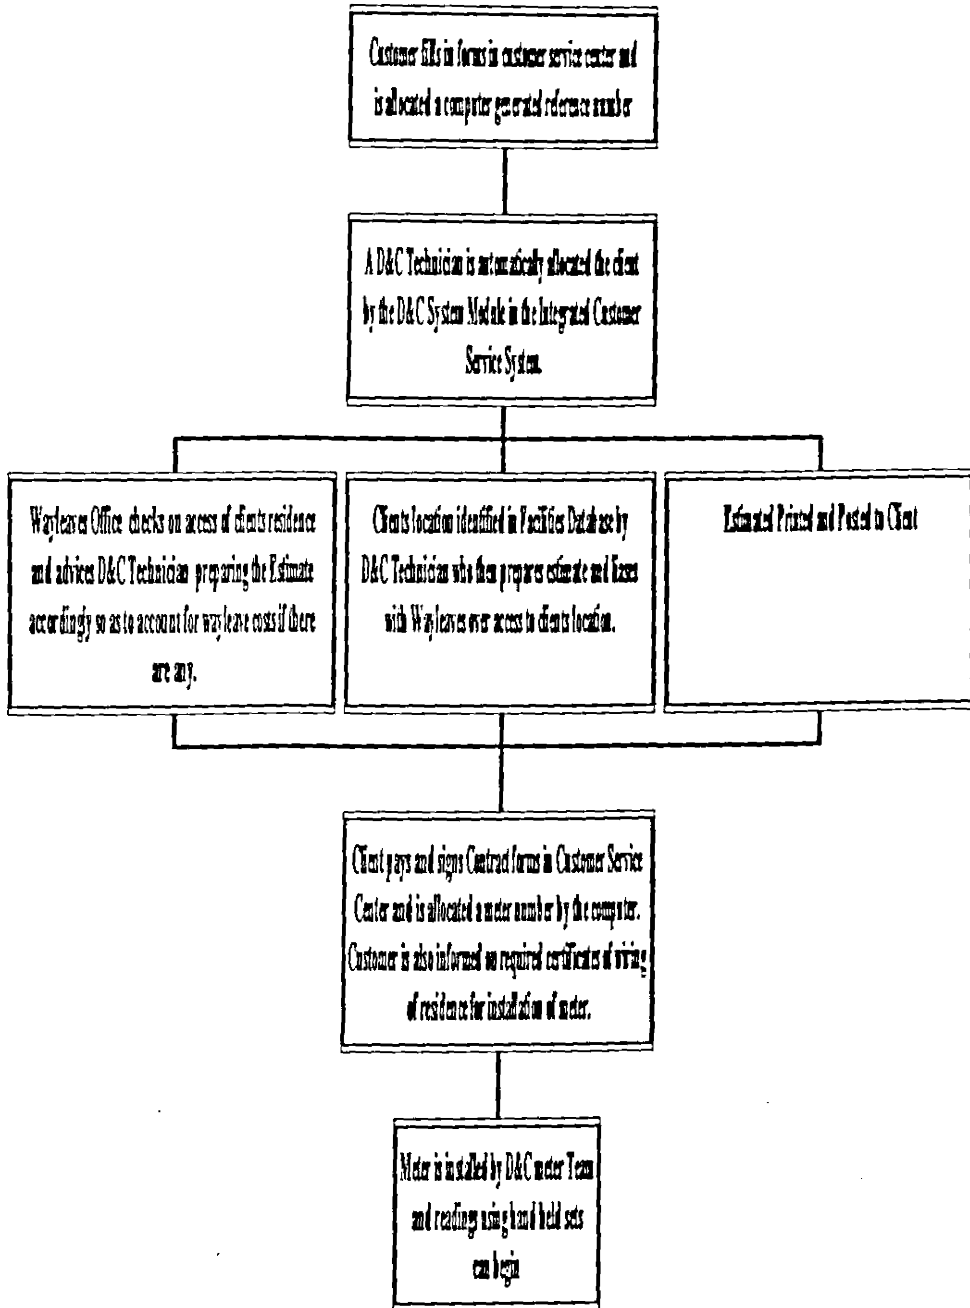 Customer fills in forms in customer service center and
is allocated a computer generated reference number
A D&C Technician is automatically allocated the client
by the D&C System Module in the Integrated Customer
Service System.
Wayleaves Office checks on access of clients residence
and advices D&C Technician preparing the Estimate
accordingly so as to account for wayleave costs if there
are any.
Clients location identified in Facilities Database by
D&C Technician who then prepares estimate and liases
with Wayleaves over access to clients location.
Estimated Printed and Posted to Client
Client pays and signs Contract forms in Customer Service
Center and is allocated a meter number by the computer.
Customer is also informed on required certificates of wiring
of residence for installation of meter.
Meter is installed by D&C meter Team
and readings using hand held sets
can begin